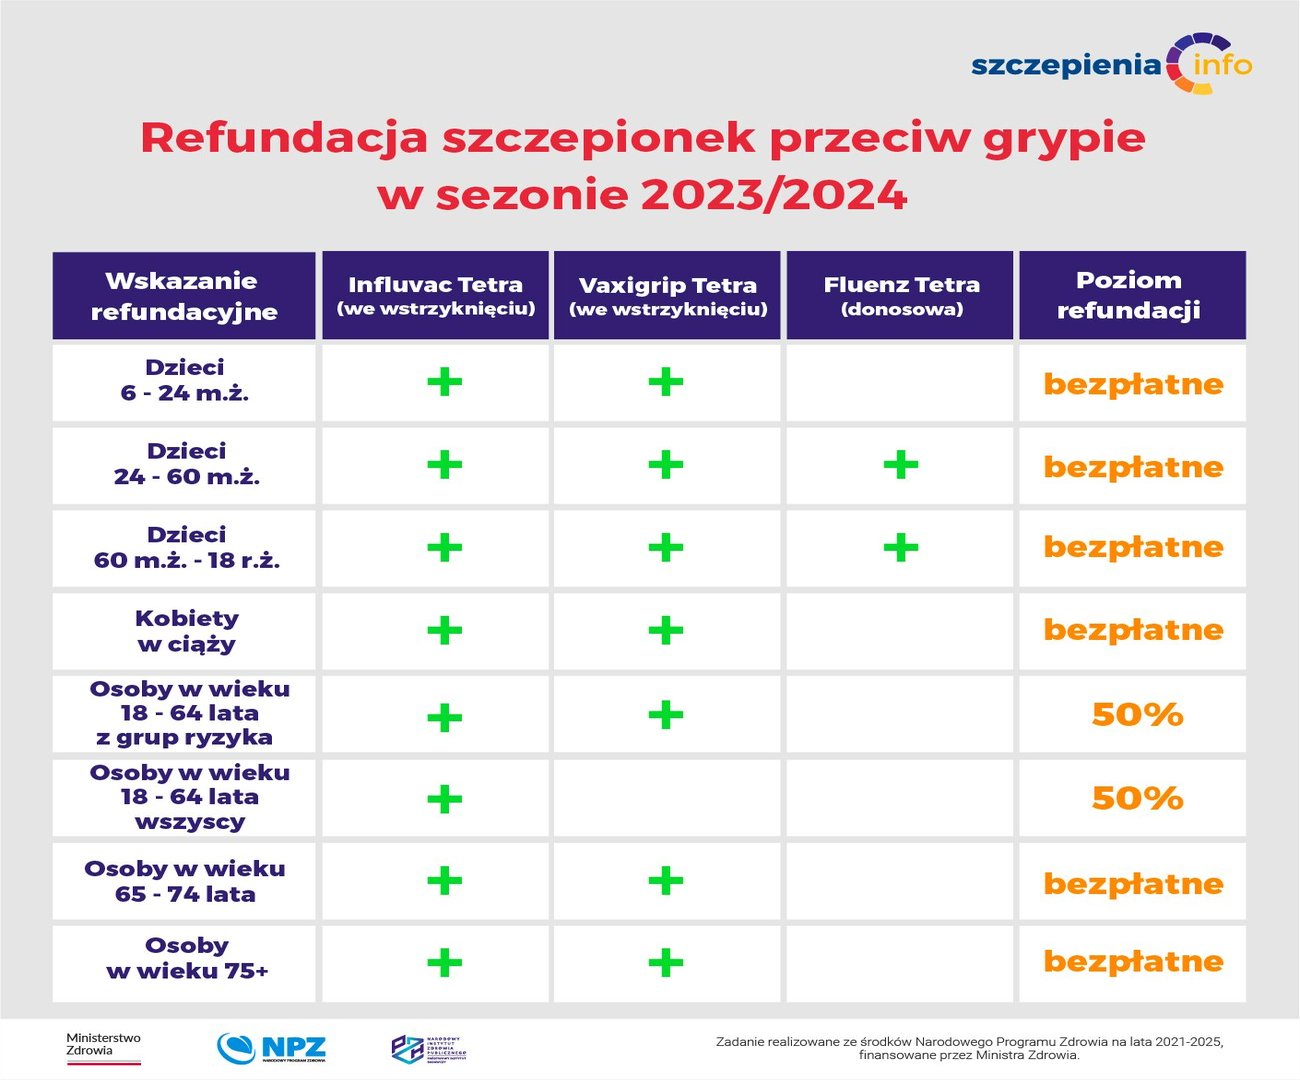 szczepienia info
Refundacja szczepionek przeciw grypie
w sezonie 2023/2024
Wskazanie
refundacyjne
Influvac Tetra
(we wstrzyknięciu)
Vaxigrip Tetra
(we wstrzyknięciu)
Fluenz Tetra
(donosowa)
Poziom
refundacji
Dzieci
6 - 24 m.ż.
+ +
bezpłatne
Dzieci
24 - 60 m.ż.
+ + +
bezpłatne
Dzieci
60 m.ż. - 18 r.ż.
+ + +
bezpłatne
Kobiety
w ciąży
+ +
bezpłatne
Osoby w wieku
18 - 64 lata
z grup ryzyka
+ +
50%
Osoby w wieku
18 - 64 lata
wszyscy
+
50%
Osoby w wieku
65 - 74 lata
+ +
bezpłatne
Osoby
w wieku 75+
+ +
bezpłatne
Ministerstwo
Zdrowia
NPZ
NARODOWY PROGRAM ZDROWIA
PZH
NARODOWY
INSTYTUT
ZDROWIA
PUBLICZNEGO
Zadanie realizowane ze środków Narodowego Programu Zdrowia na lata 2021-2025,
finansowane przez Ministra Zdrowia.